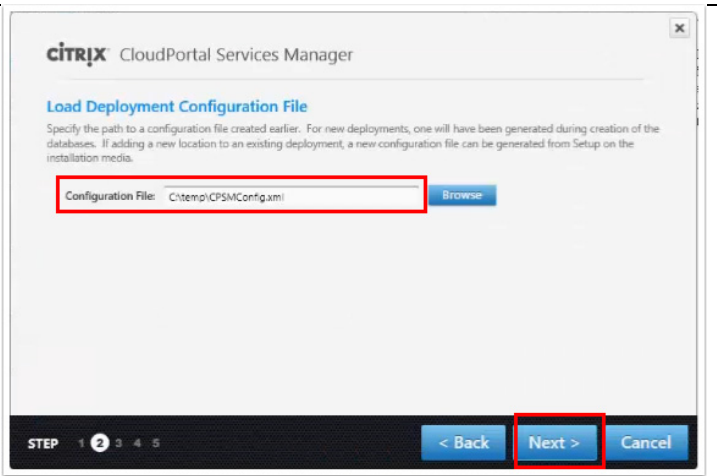 CİTRIX CloudPortal Services Manager
Load Deployment Configuration File
Specify the path to a configuration file created earlier. For new deployments, one will have been generated during creation of the
databases. If adding a new location to an existing deployment, a new configuration file can be generated from Setup on the
installation media.
Configuration File: C:\temp\CPSMConfig.xml Browse
STEP 1 2 3 4 5 < Back Next > Cancel